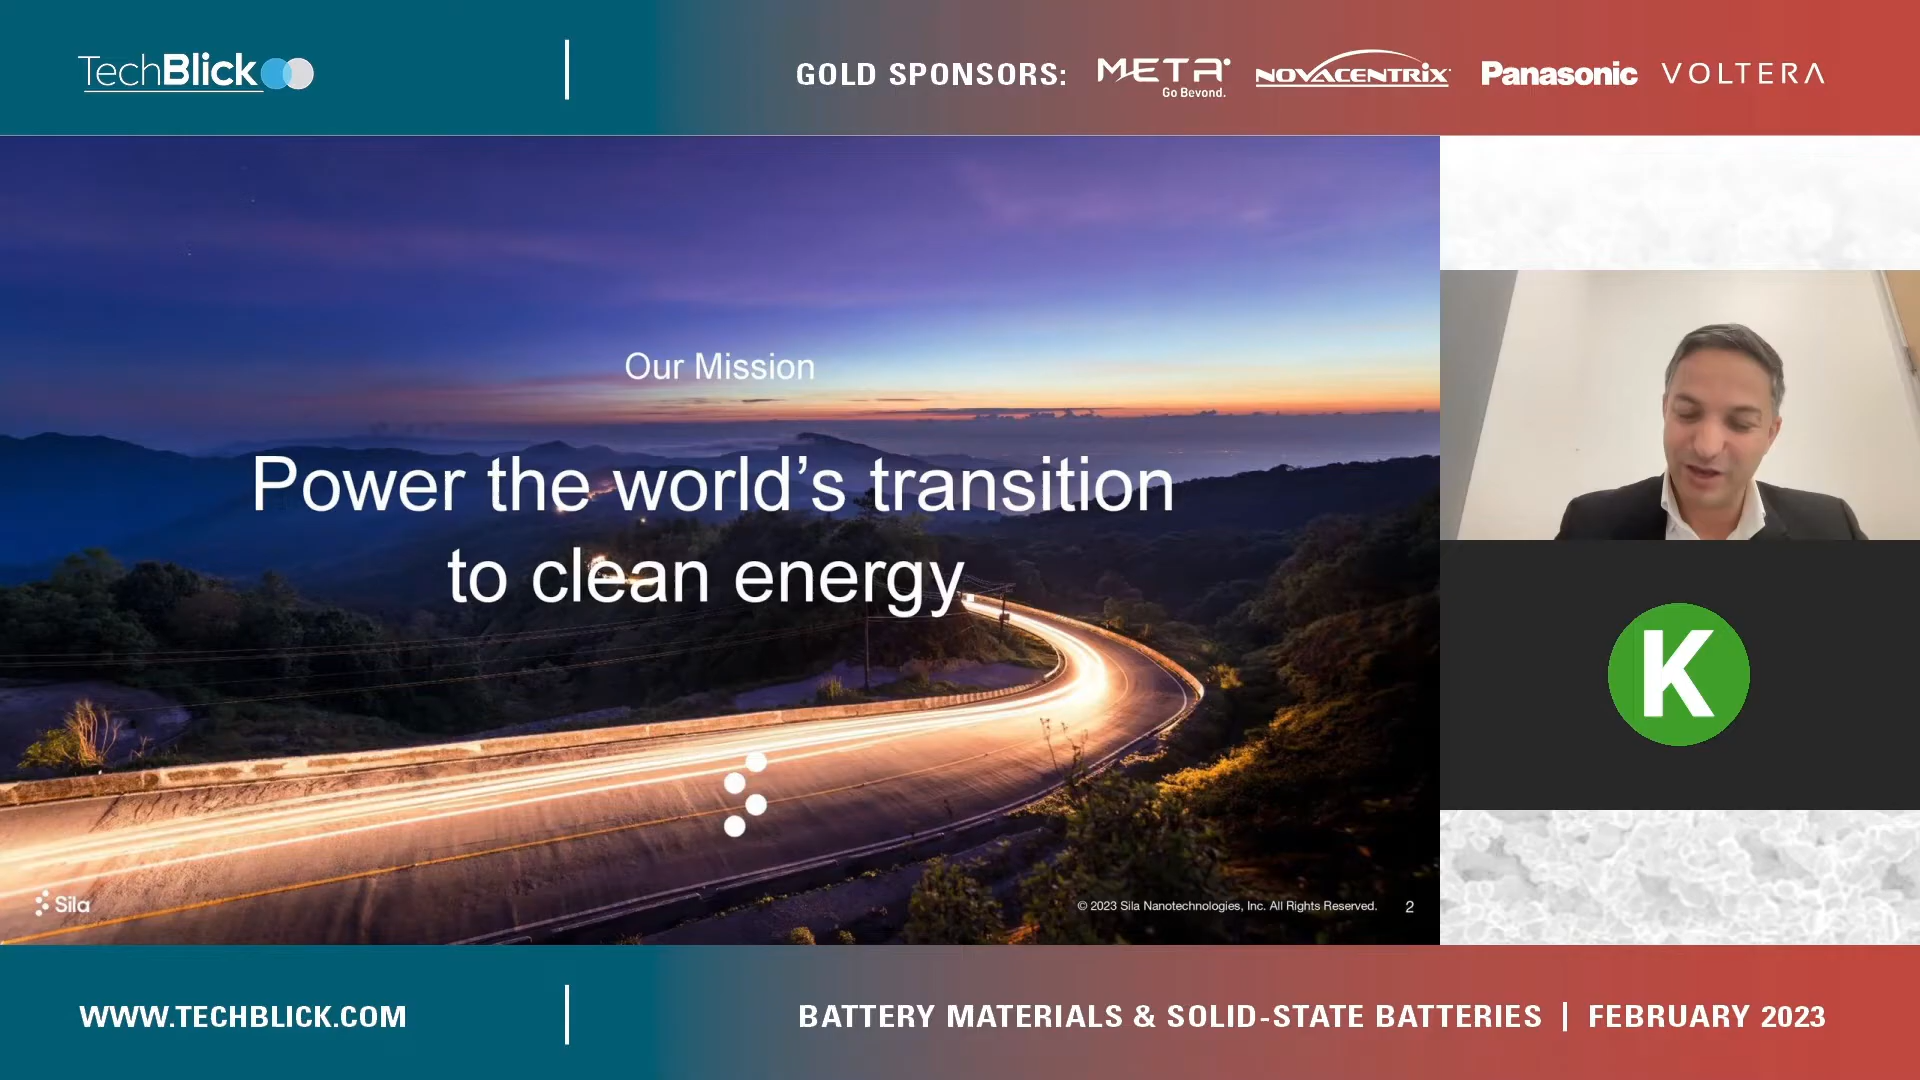 TechBlick
GOLD SPONSORS:
META
Go Beyond.
NOVACENTRIX
Panasonic
VOLTERA
Our Mission
Power the world’s transition
to clean energy.
K
Sila
© 2023 Sila Nanotechnologies, Inc. All Rights Reserved.
2
WWW.TECHBLICK.COM
BATTERY MATERIALS & SOLID-STATE BATTERIES | FEBRUARY 2023